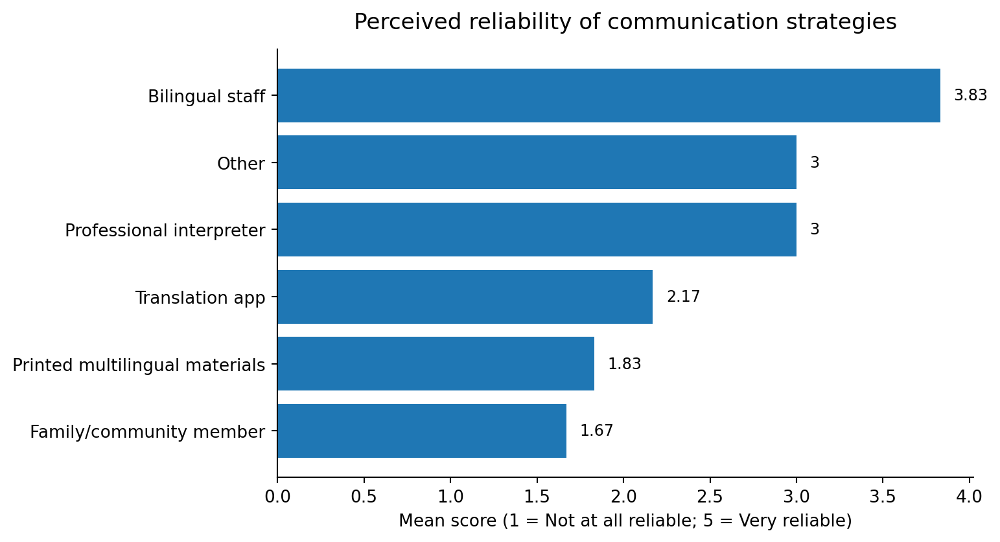 Perceived reliability of communication strategies
Bilingual staff
3.83
Other
3
Professional interpreter
3
Translation app
2.17
Printed multilingual materials
1.83
Family/community member
1.67
0.0 0.5 1.0 1.5 2.0 2.5 3.0 3.5 4.0
Mean score (1 = Not at all reliable; 5 = Very reliable)